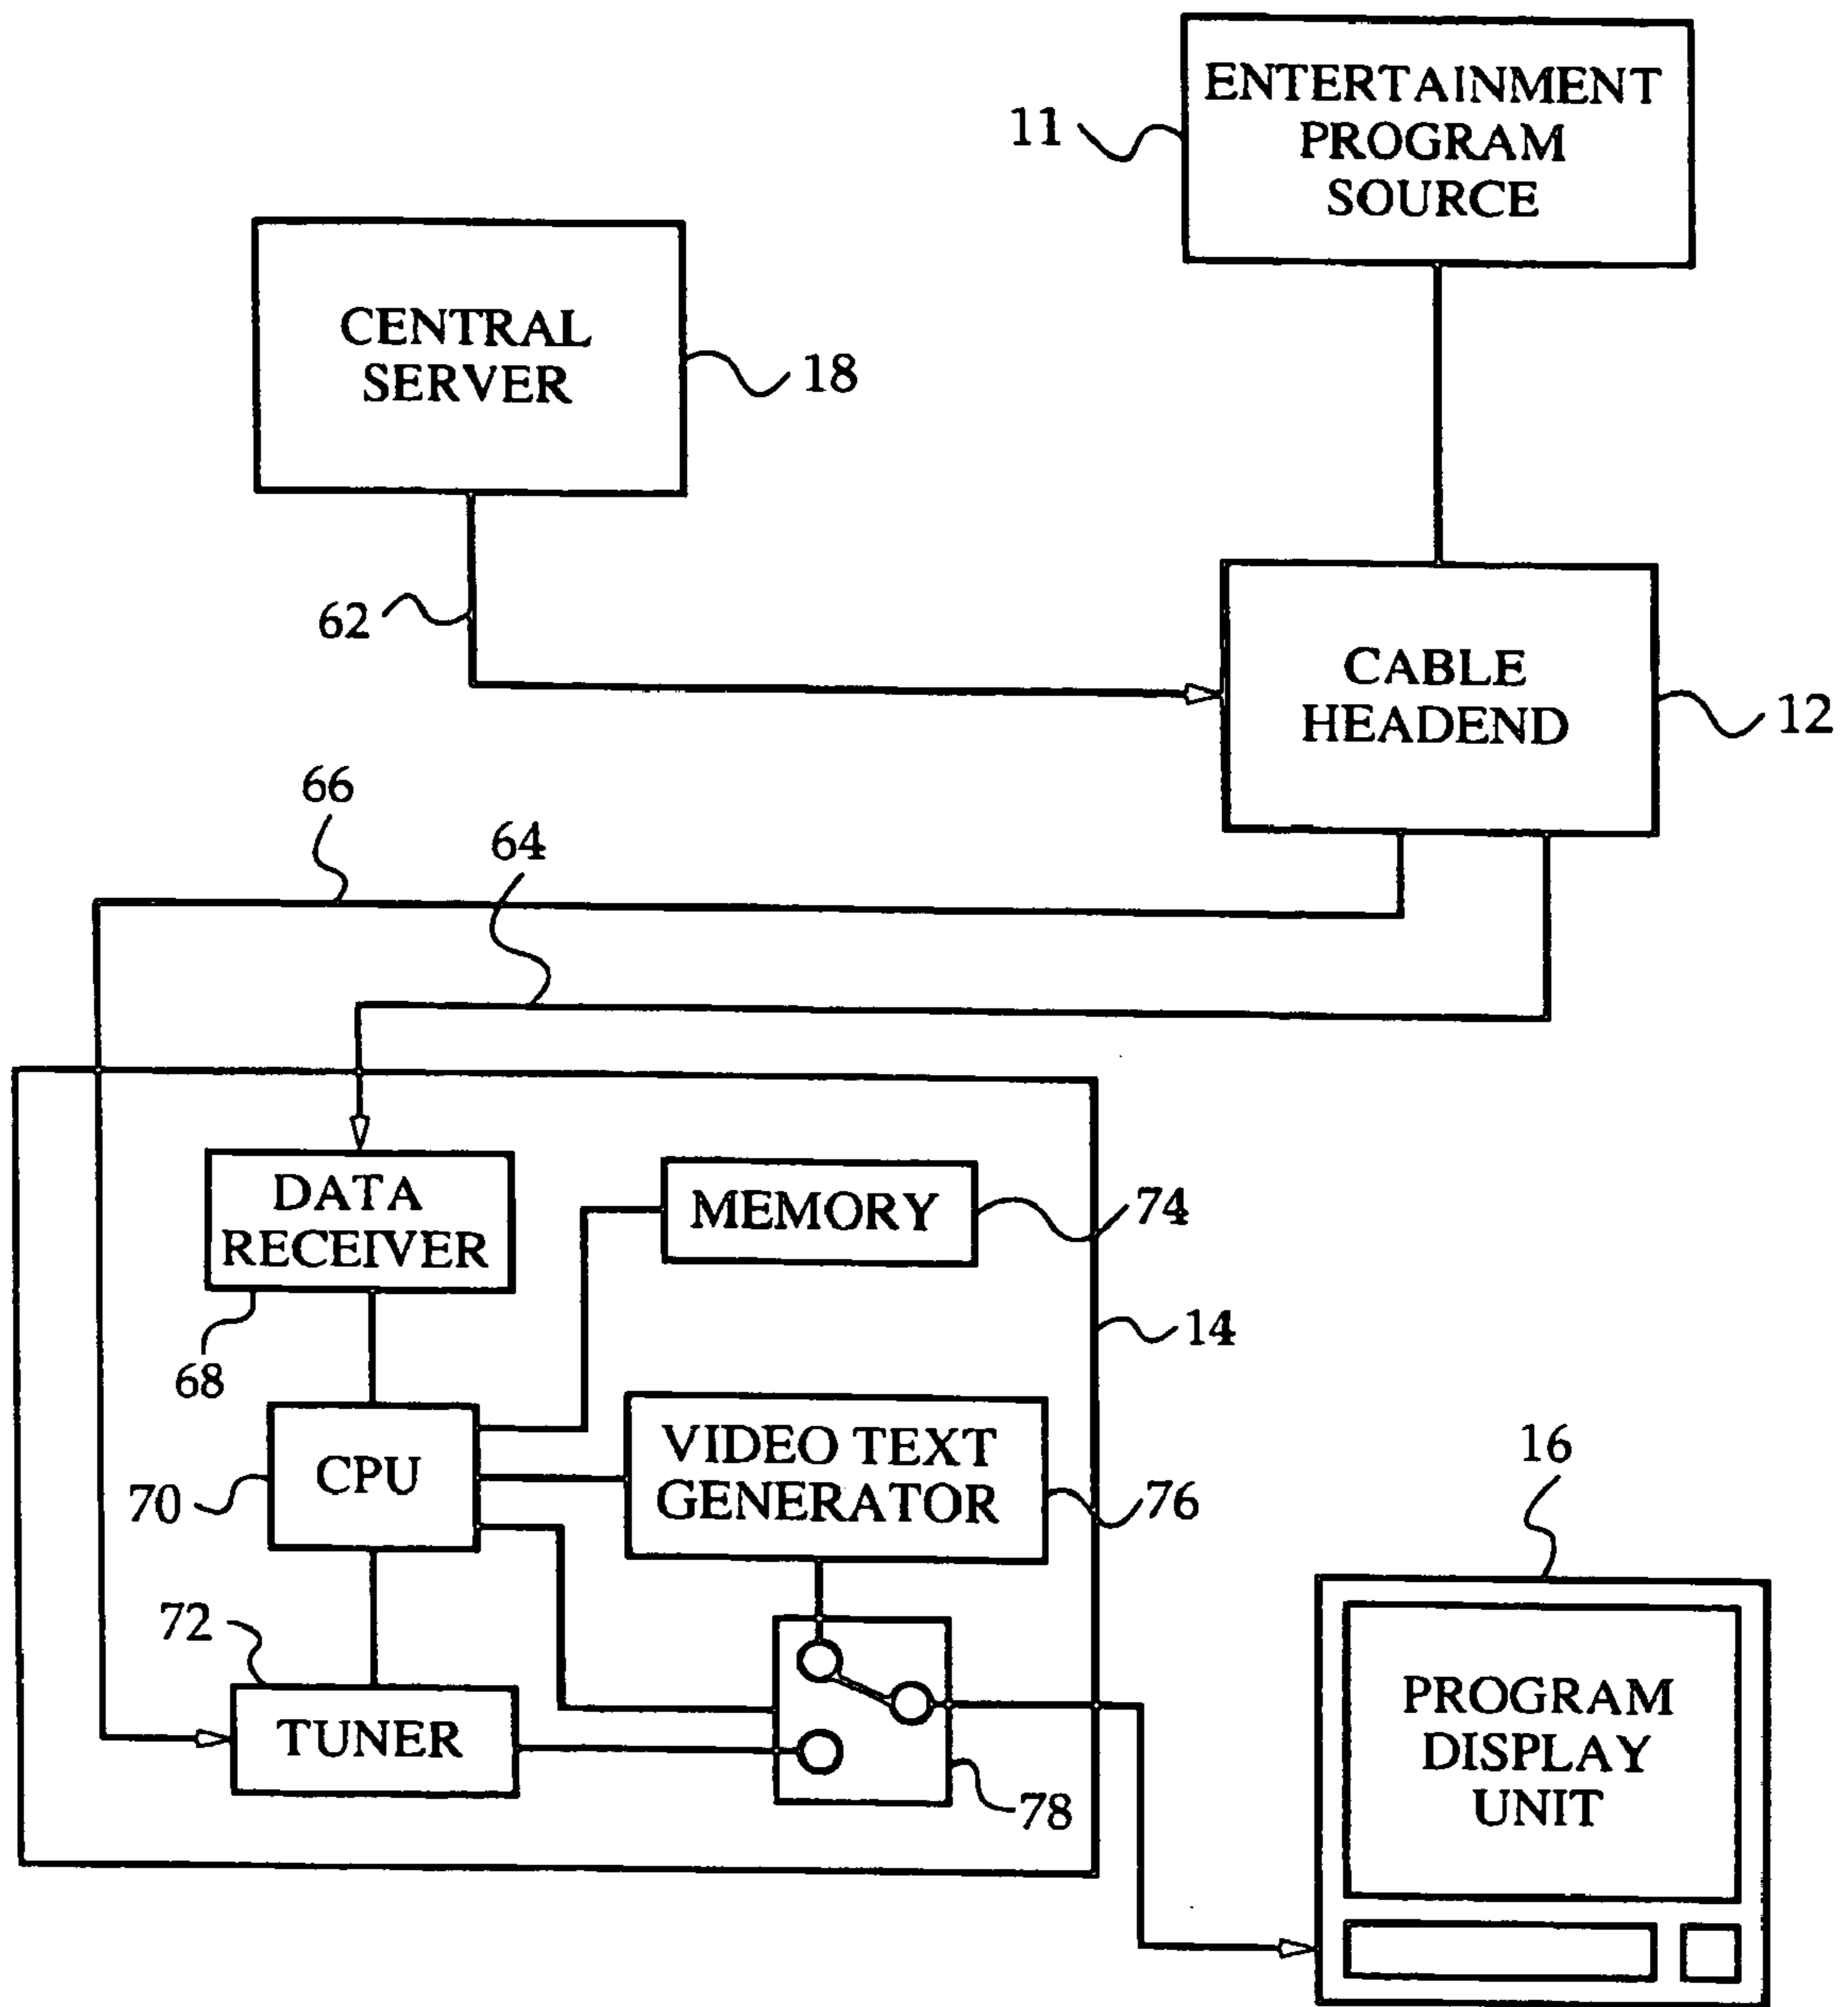 ENTERTAINMENT
PROGRAM
SOURCE
11
CENTRAL
SERVER
18
62
CABLE
HEADEND
12
66
64
DATA
RECEIVER
68
MEMORY
74
14
CPU
70
VIDEO TEXT
GENERATOR
76
16
72
TUNER
78
PROGRAM
DISPLAY
UNIT